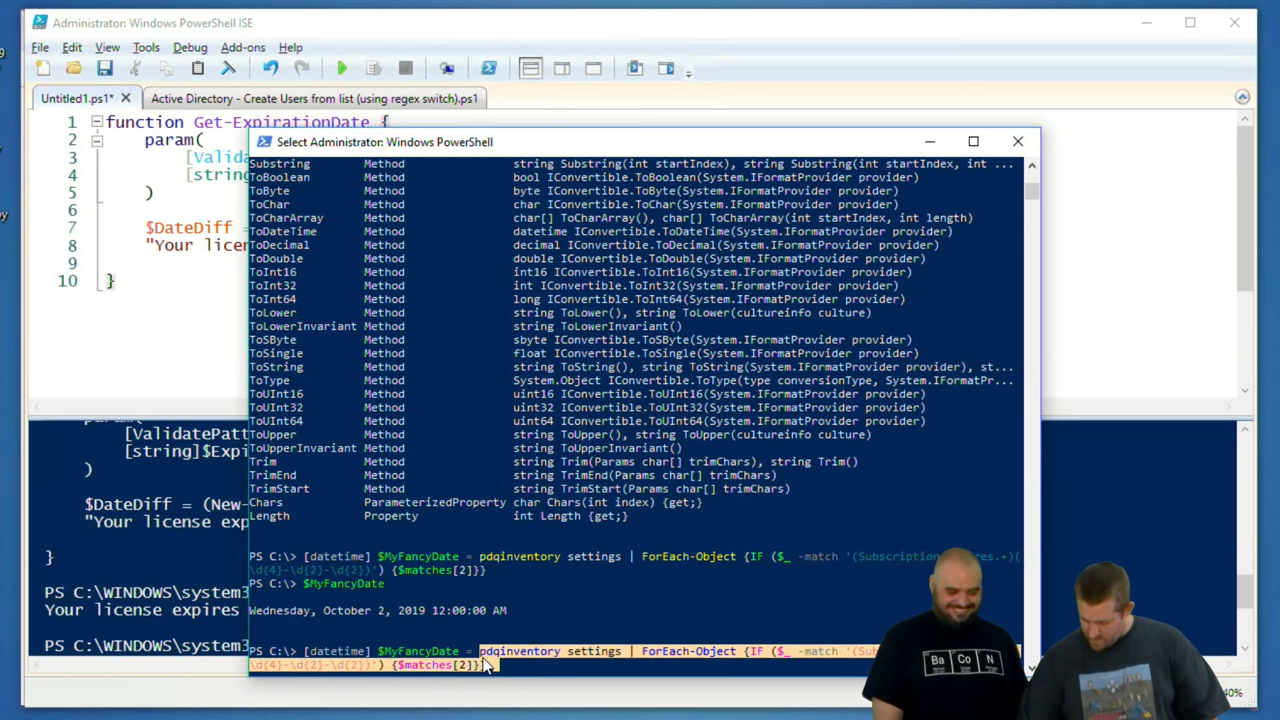 Administrator: Windows PowerShell ISE
File Edit View Tools Debug Add-ons Help
Untitled1.ps1* Active Directory - Create Users from list (using regex switch).ps1
1 function Get-ExpirationDate {
2 param(
3 [Valid
4 [string
5 )
6
7 $DateDiff =
8 "Your licen
9
10 }
Select Administrator: Windows PowerShell
Substring Method string Substring(int startIndex), string Substring(int startIndex, int ...
ToBoolean Method bool IConvertible.ToBoolean(System.IFormatProvider provider)
ToByte Method byte IConvertible.ToByte(System.IFormatProvider provider)
ToChar Method char IConvertible.ToChar(System.IFormatProvider provider)
ToCharArray Method char[] ToCharArray(), char[] ToCharArray(int startIndex, int length)
ToDateTime Method datetime IConvertible.ToDateTime(System.IFormatProvider provider)
ToDecimal Method decimal IConvertible.ToDecimal(System.IFormatProvider provider)
ToDouble Method double IConvertible.ToDouble(System.IFormatProvider provider)
ToInt16 Method int16 IConvertible.ToInt16(System.IFormatProvider provider)
ToInt32 Method int IConvertible.ToInt32(System.IFormatProvider provider)
ToInt64 Method long IConvertible.ToInt64(System.IFormatProvider provider)
ToLower Method string ToLower(), string ToLower(cultureinfo culture)
ToLowerInvariant Method string ToLowerInvariant()
ToSByte Method sbyte IConvertible.ToSByte(System.IFormatProvider provider)
ToSingle Method float IConvertible.ToSingle(System.IFormatProvider provider)
ToString Method string ToString(), string ToString(System.IFormatProvider provider), st...
ToType Method System.Object IConvertible.ToType(type conversionType, System.IFormatPr...
ToUInt16 Method uint16 IConvertible.ToUInt16(System.IFormatProvider provider)
ToUInt32 Method uint32 IConvertible.ToUInt32(System.IFormatProvider provider)
ToUInt64 Method uint64 IConvertible.ToUInt64(System.IFormatProvider provider)
ToUpper Method string ToUpper(), string ToUpper(cultureinfo culture)
ToUpperInvariant Method string ToUpperInvariant()
Trim Method string Trim(Params char[] trimChars), string Trim()
TrimEnd Method string TrimEnd(Params char[] trimChars)
TrimStart Method string TrimStart(Params char[] trimChars)
Chars ParameterizedProperty char Chars(int index) {get;}
Length Property int Length {get;}
PS C:\> [datetime] $MyFancyDate = pdqinventory settings | ForEach-Object {IF ($_ -match '(Subscription
\d{4}-\d{2}-\d{2})') {$matches[2]}}
PS C:\> $MyFancyDate
Wednesday, October 2, 2019 12:00:00 AM
PS C:\> [datetime] $MyFancyDate = pdqinventory settings | ForEach-Object {IF ($_ -match '(Su
\d{4}-\d{2}-\d{2})') {$matches[2]}}
[ValidatePatt
[string]$Expi
)
$DateDiff = (New-
"Your license exp
}
PS C:\WINDOWS\system3
Your license expires
PS C:\WINDOWS\system3
Ba Co N
40%